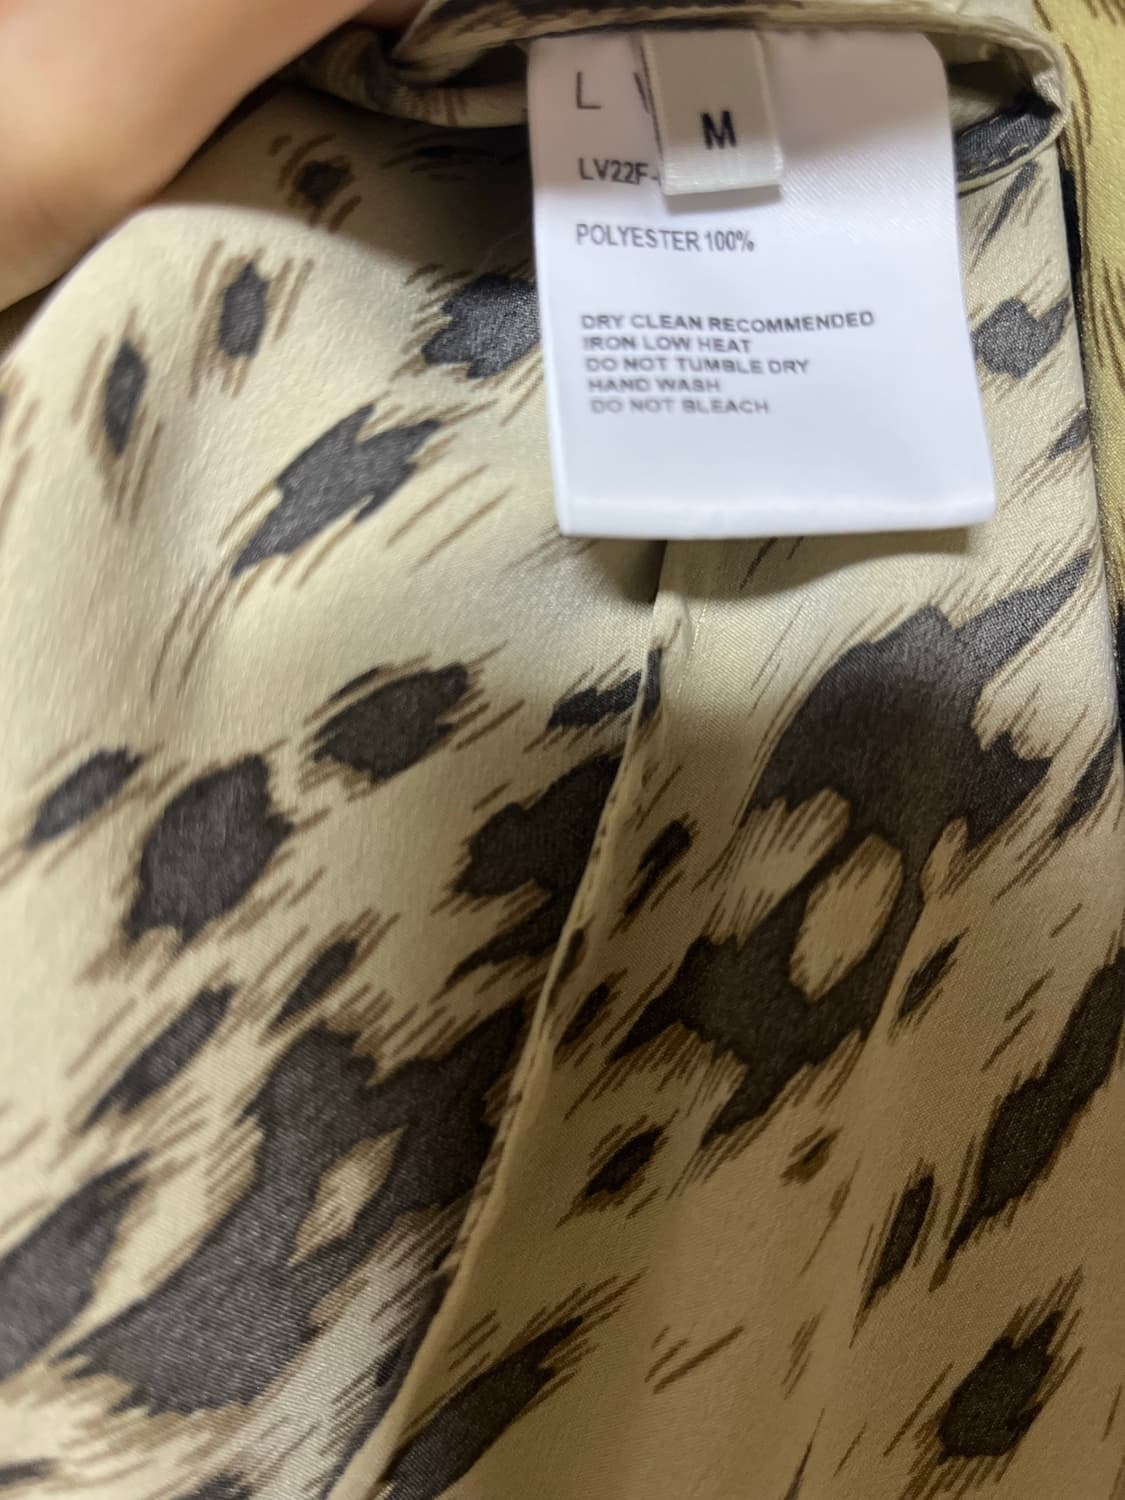 L V
M
LV22F-
POLYESTER 100%
DRY CLEAN RECOMMENDED
IRON LOW HEAT
DO NOT TUMBLE DRY
HAND WASH
DO NOT BLEACH